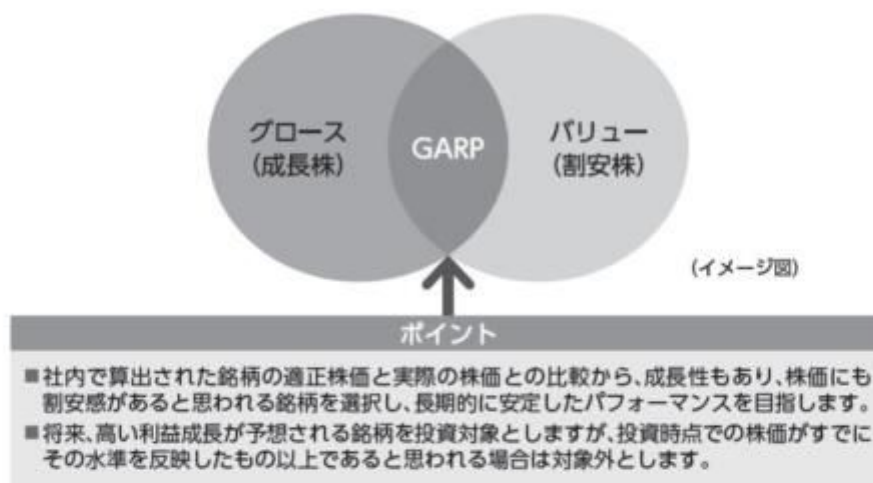 グロース
(成長株)
GARP
バリュー
(割安株)
(イメージ図)
ポイント
■社内で算出された銘柄の適正株価と実際の株価との比較から、成長性もあり、株価にも
割安感があると思われる銘柄を選択し、長期的に安定したパフォーマンスを目指します。
■将来、高い利益成長が予想される銘柄を投資対象としますが、投資時点での株価がすでに
その水準を反映したもの以上であると思われる場合は対象外とします。